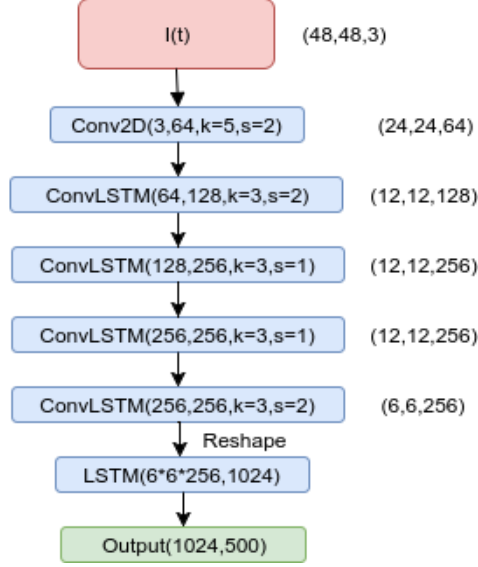 I(t) (48,48,3)
Conv2D(3,64,k=5,s=2) (24,24,64)
ConvLSTM(64,128,k=3,s=2) (12,12,128)
ConvLSTM(128,256,k=3,s=1) (12,12,256)
ConvLSTM(256,256,k=3,s=1) (12,12,256)
ConvLSTM(256,256,k=3,s=2) (6,6,256)
Reshape
LSTM(6*6*256,1024)
Output(1024,500)